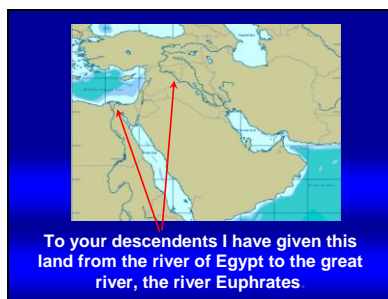 To your descendents I have given this
land from the river of Egypt to the great
river, the river Euphrates.